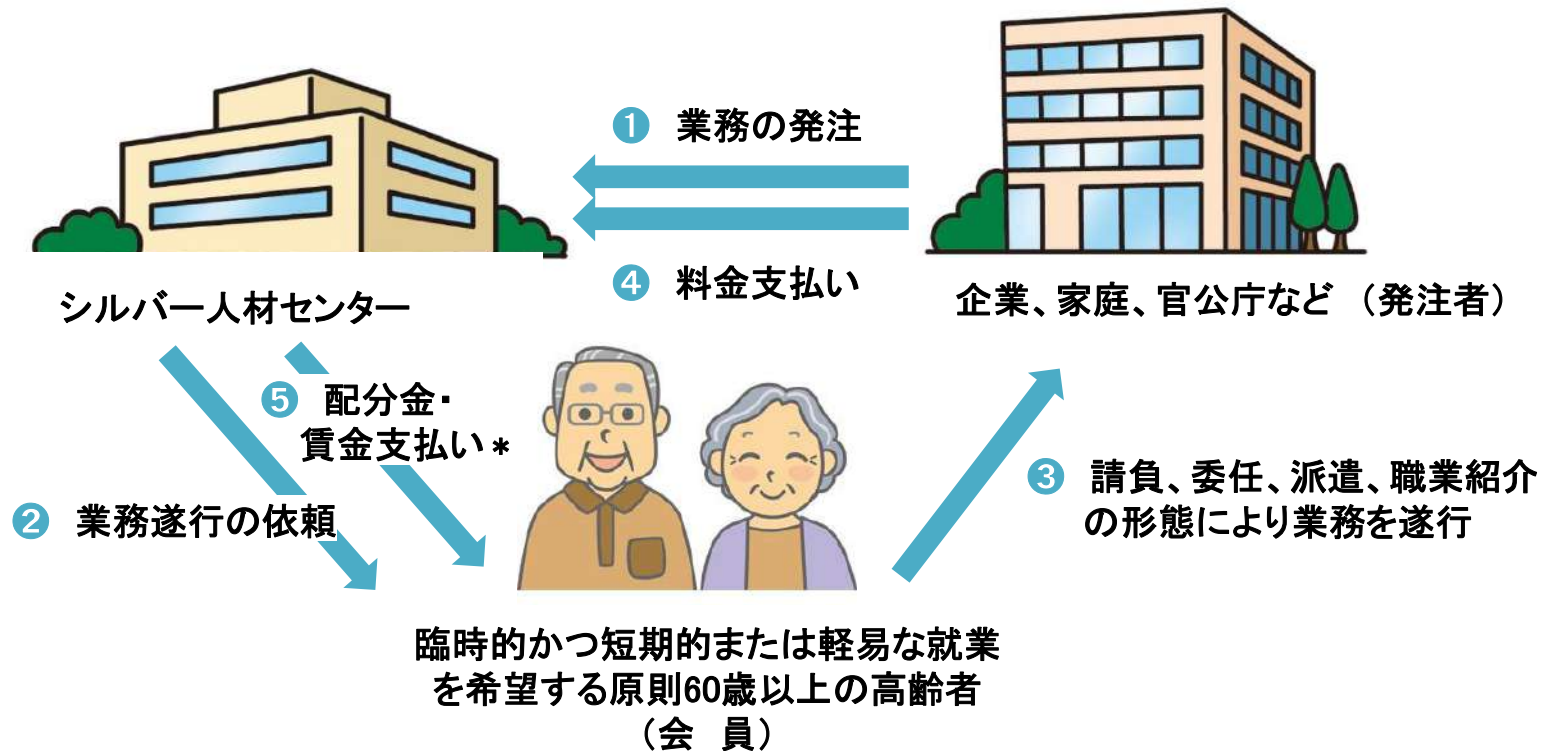 ❶ 業務の発注
❹ 料金支払い
シルバー人材センター
企業、家庭、官公庁など （発注者）
❺ 配分金・
賃金支払い＊
❷ 業務遂行の依頼
❸ 請負、委任、派遣、職業紹介
の形態により業務を遂行
臨時的かつ短期的または軽易な就業
を希望する原則60歳以上の高齢者
（会 員）